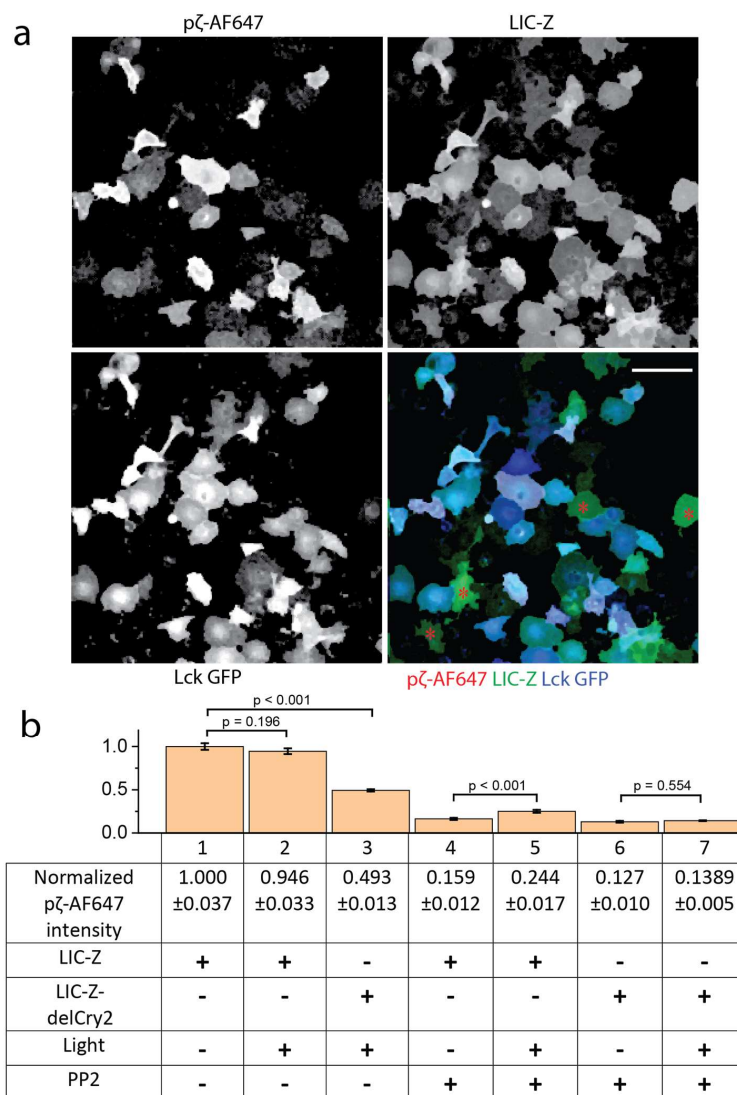 a
pζ-AF647 LIC-Z
* *
*
*
Lck GFP pζ-AF647 LIC-Z Lck GFP
b
p < 0.001
p = 0.196
p < 0.001 p = 0.554
1.0
0.5
0.0
1 2 3 4 5 6 7
Normalized pζ-AF647 intensity 1.000 ±0.037 0.946 ±0.033 0.493 ±0.013 0.159 ±0.012 0.244 ±0.017 0.127 ±0.010 0.1389 ±0.005
LIC-Z + + - + + - -
LIC-Z-delCry2 - - + - - + +
Light - + + - + - +
PP2 - - - + + + +